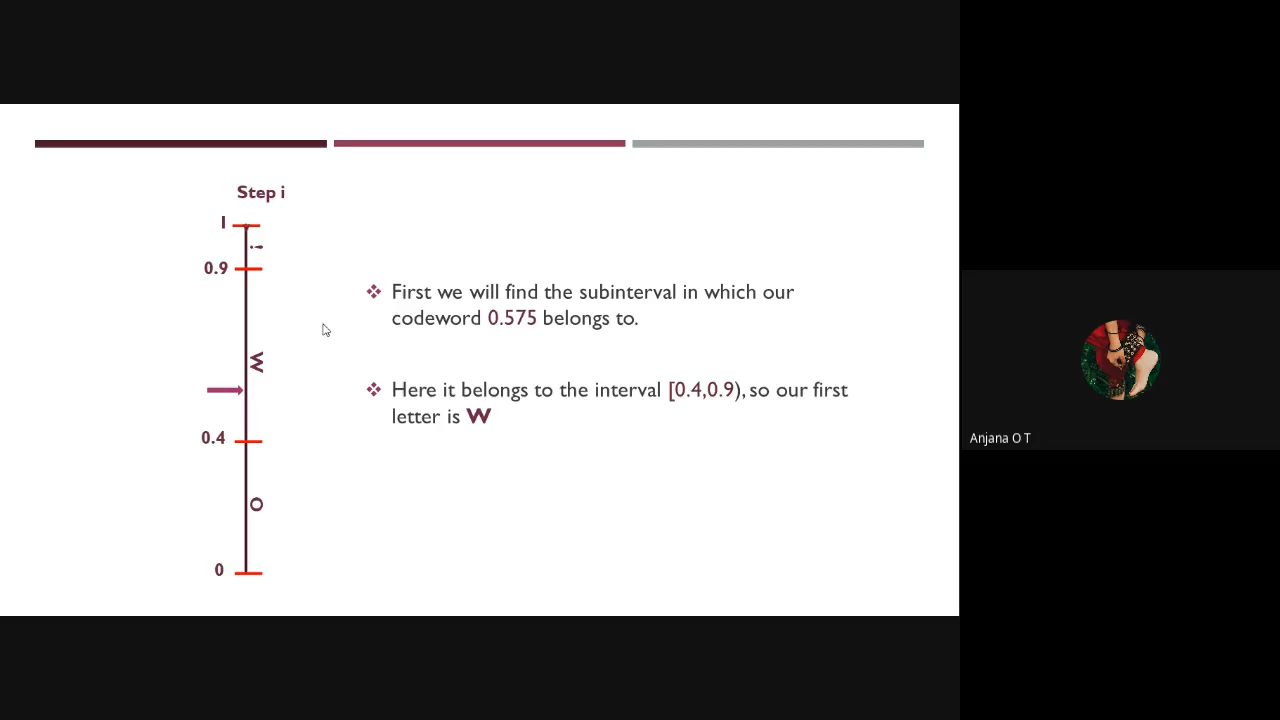 Step i
1
!
0.9
W
0.4
O
0
❖ First we will find the subinterval in which our
codeword 0.575 belongs to.
❖ Here it belongs to the interval [0.4,0.9), so our first
letter is W
Anjana O T